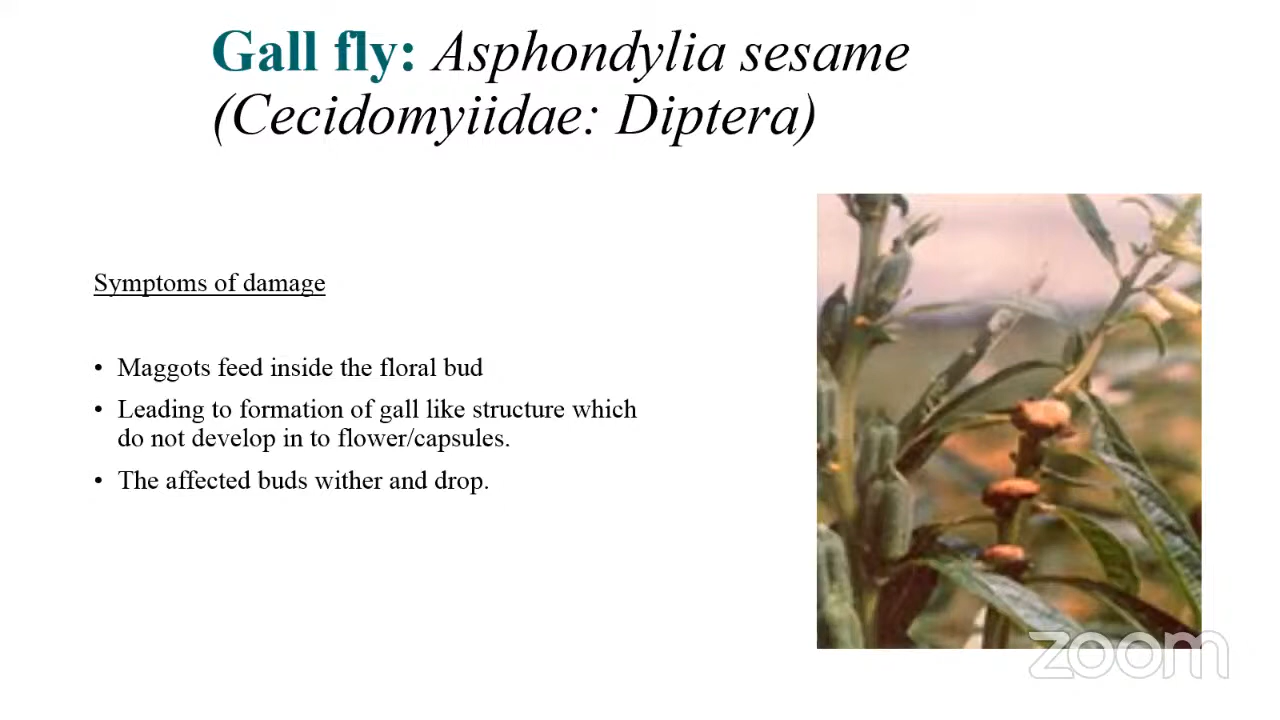 Gall fly: Asphondylia sesame
(Cecidomyiidae: Diptera)
Symptoms of damage
• Maggots feed inside the floral bud
• Leading to formation of gall like structure which
do not develop in to flower/capsules.
• The affected buds wither and drop.
zoom